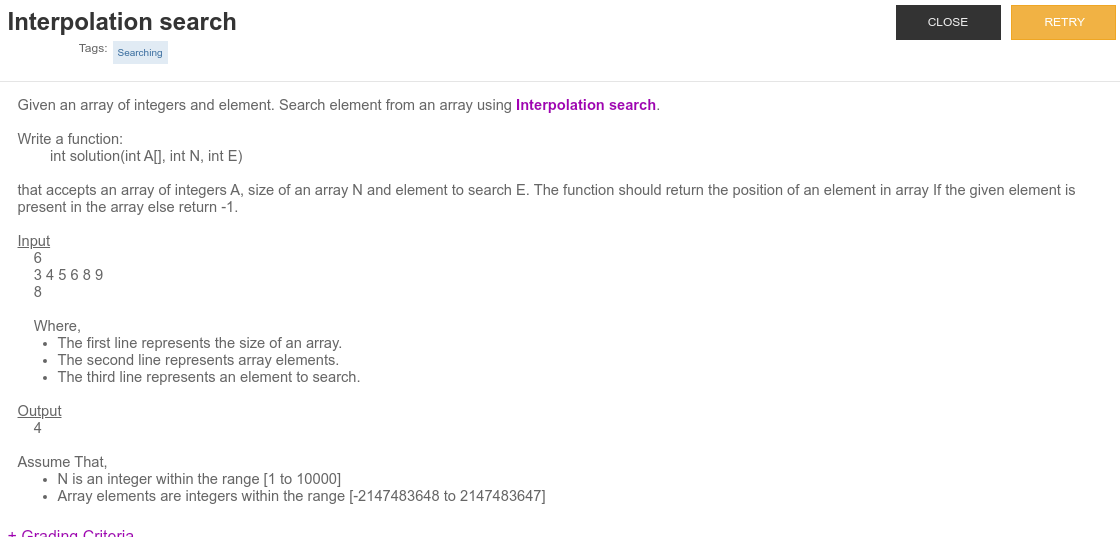 Interpolation search
CLOSE
RETRY
Tags: Searching
Given an array of integers and element. Search element from an array using Interpolation search.
Write a function:
int solution(int A[], int N, int E)
that accepts an array of integers A, size of an array N and element to search E. The function should return the position of an element in array If the given element is
present in the array else return -1.
Input
6
3 4 5 6 8 9
8
Where,
• The first line represents the size of an array.
• The second line represents array elements.
• The third line represents an element to search.
Output
4
Assume That,
• N is an integer within the range [1 to 10000]
• Array elements are integers within the range [-2147483648 to 2147483647]
+ Grading Criteria